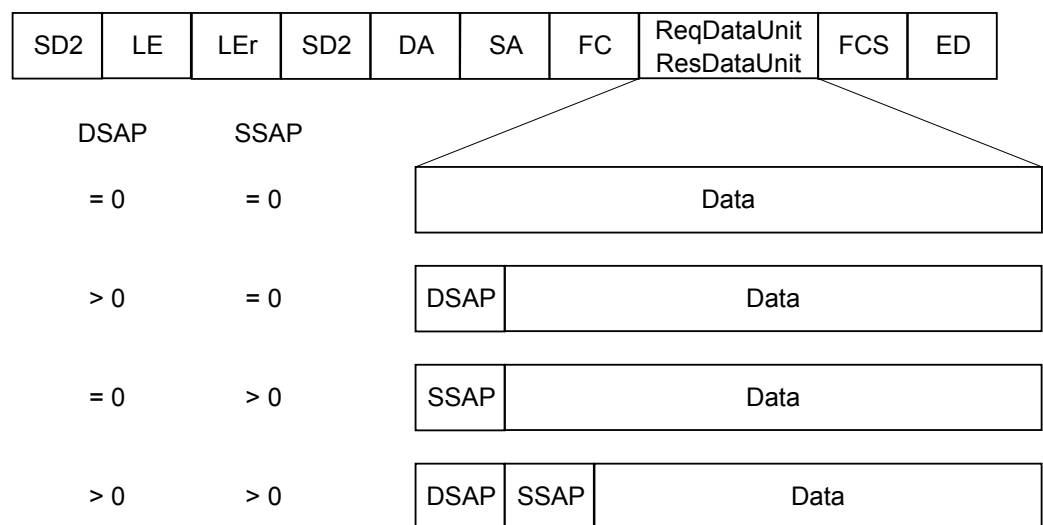 SD2 LE LEr SD2 DA SA FC ReqDataUnit ResDataUnit FCS ED
DSAP SSAP
= 0 = 0 Data
> 0 = 0 DSAP Data
= 0 > 0 SSAP Data
> 0 > 0 DSAP SSAP Data